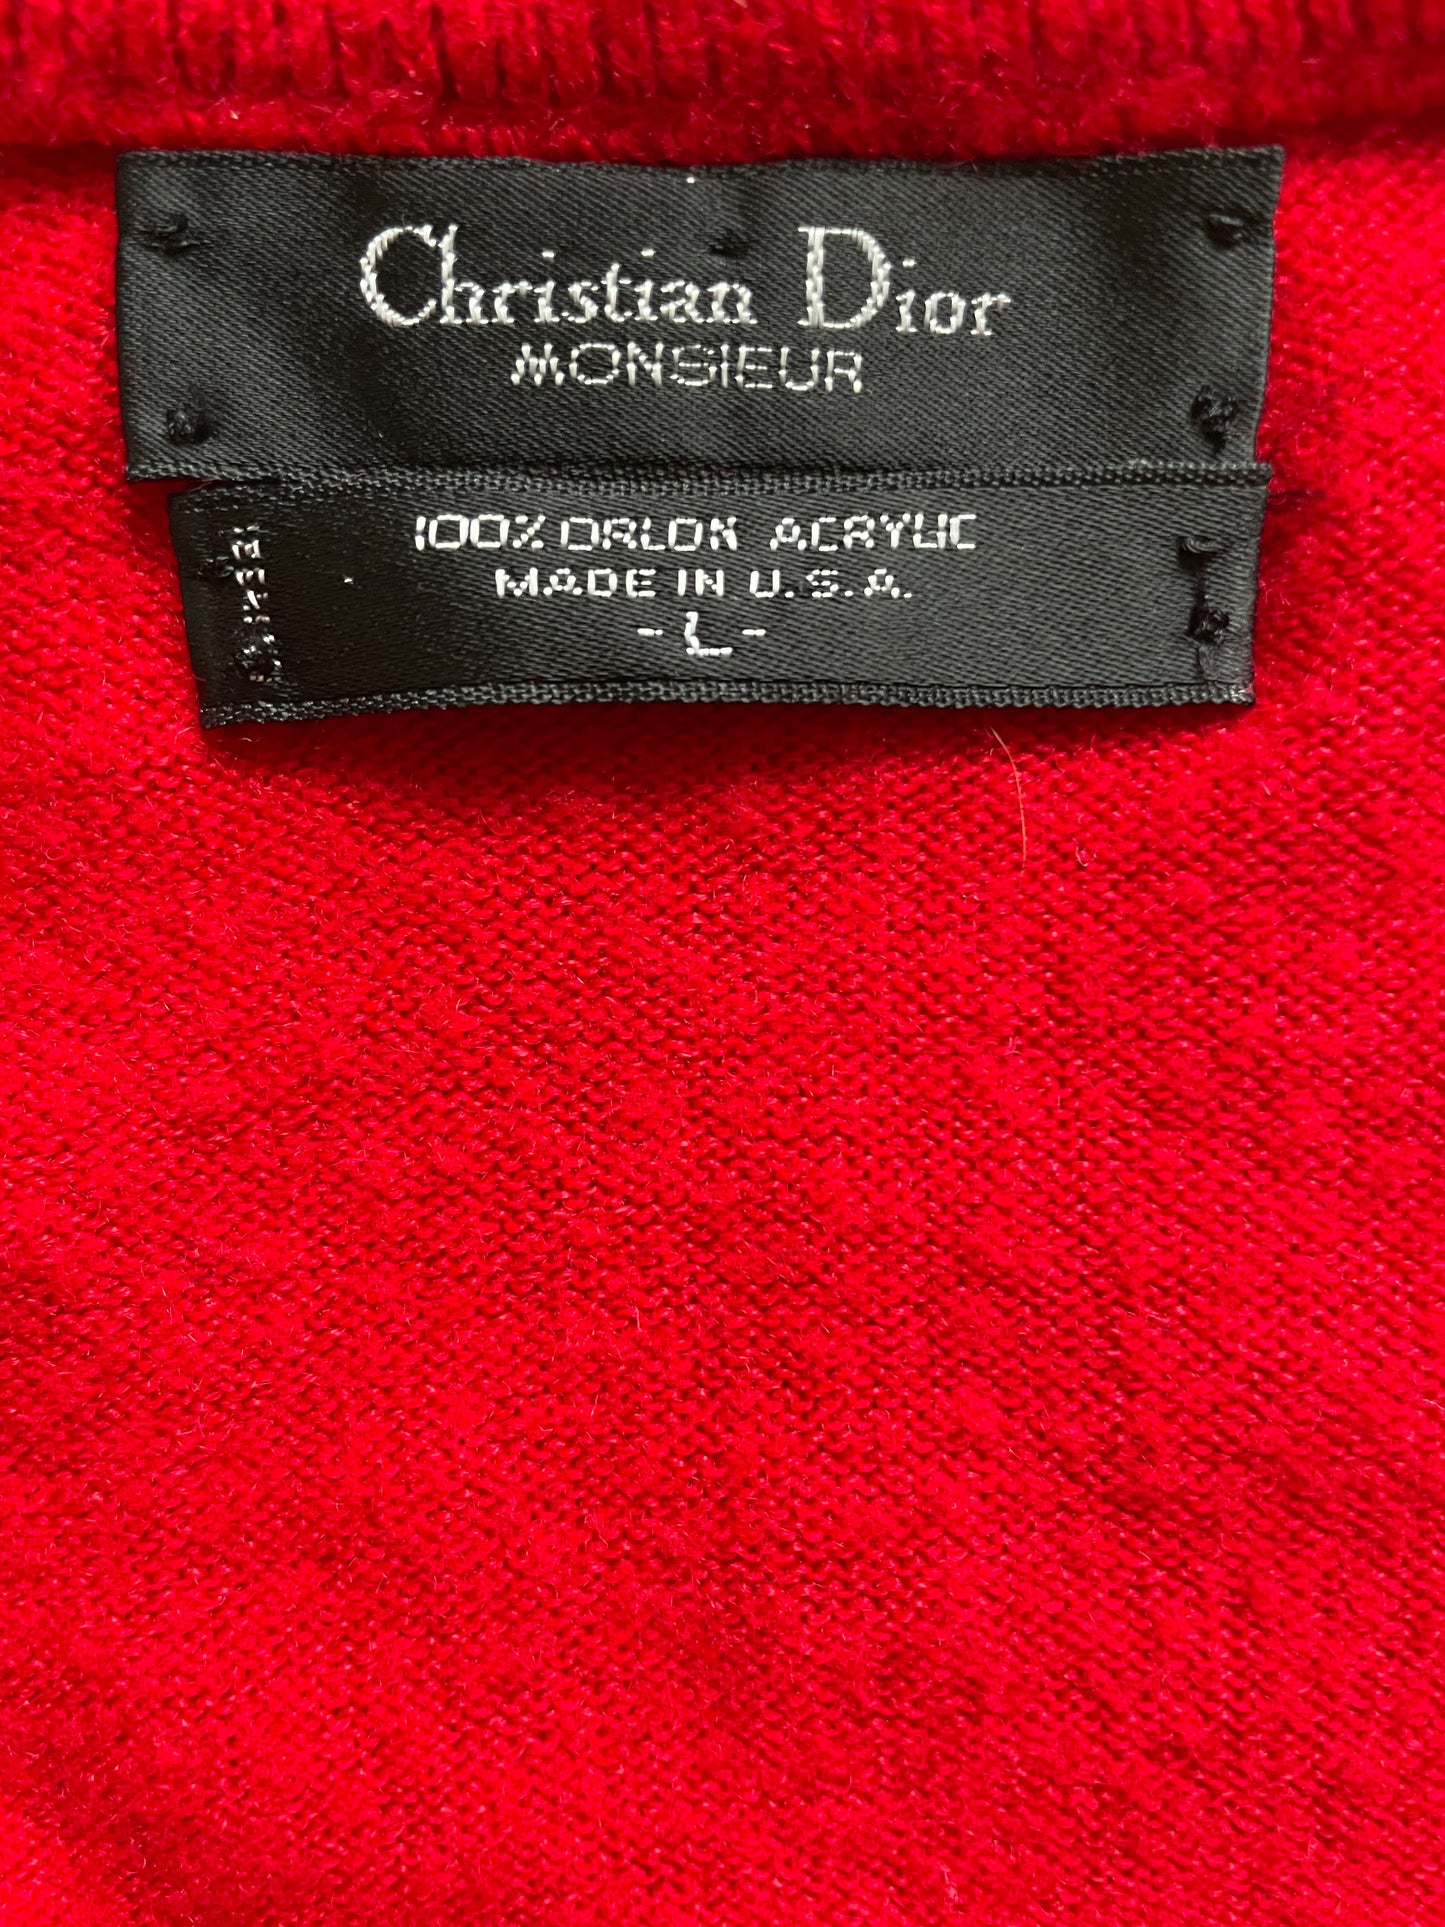 Christian Dior
MONSIEUR
100% ORLON ACRYLIC
MADE IN U.S.A.
- L -